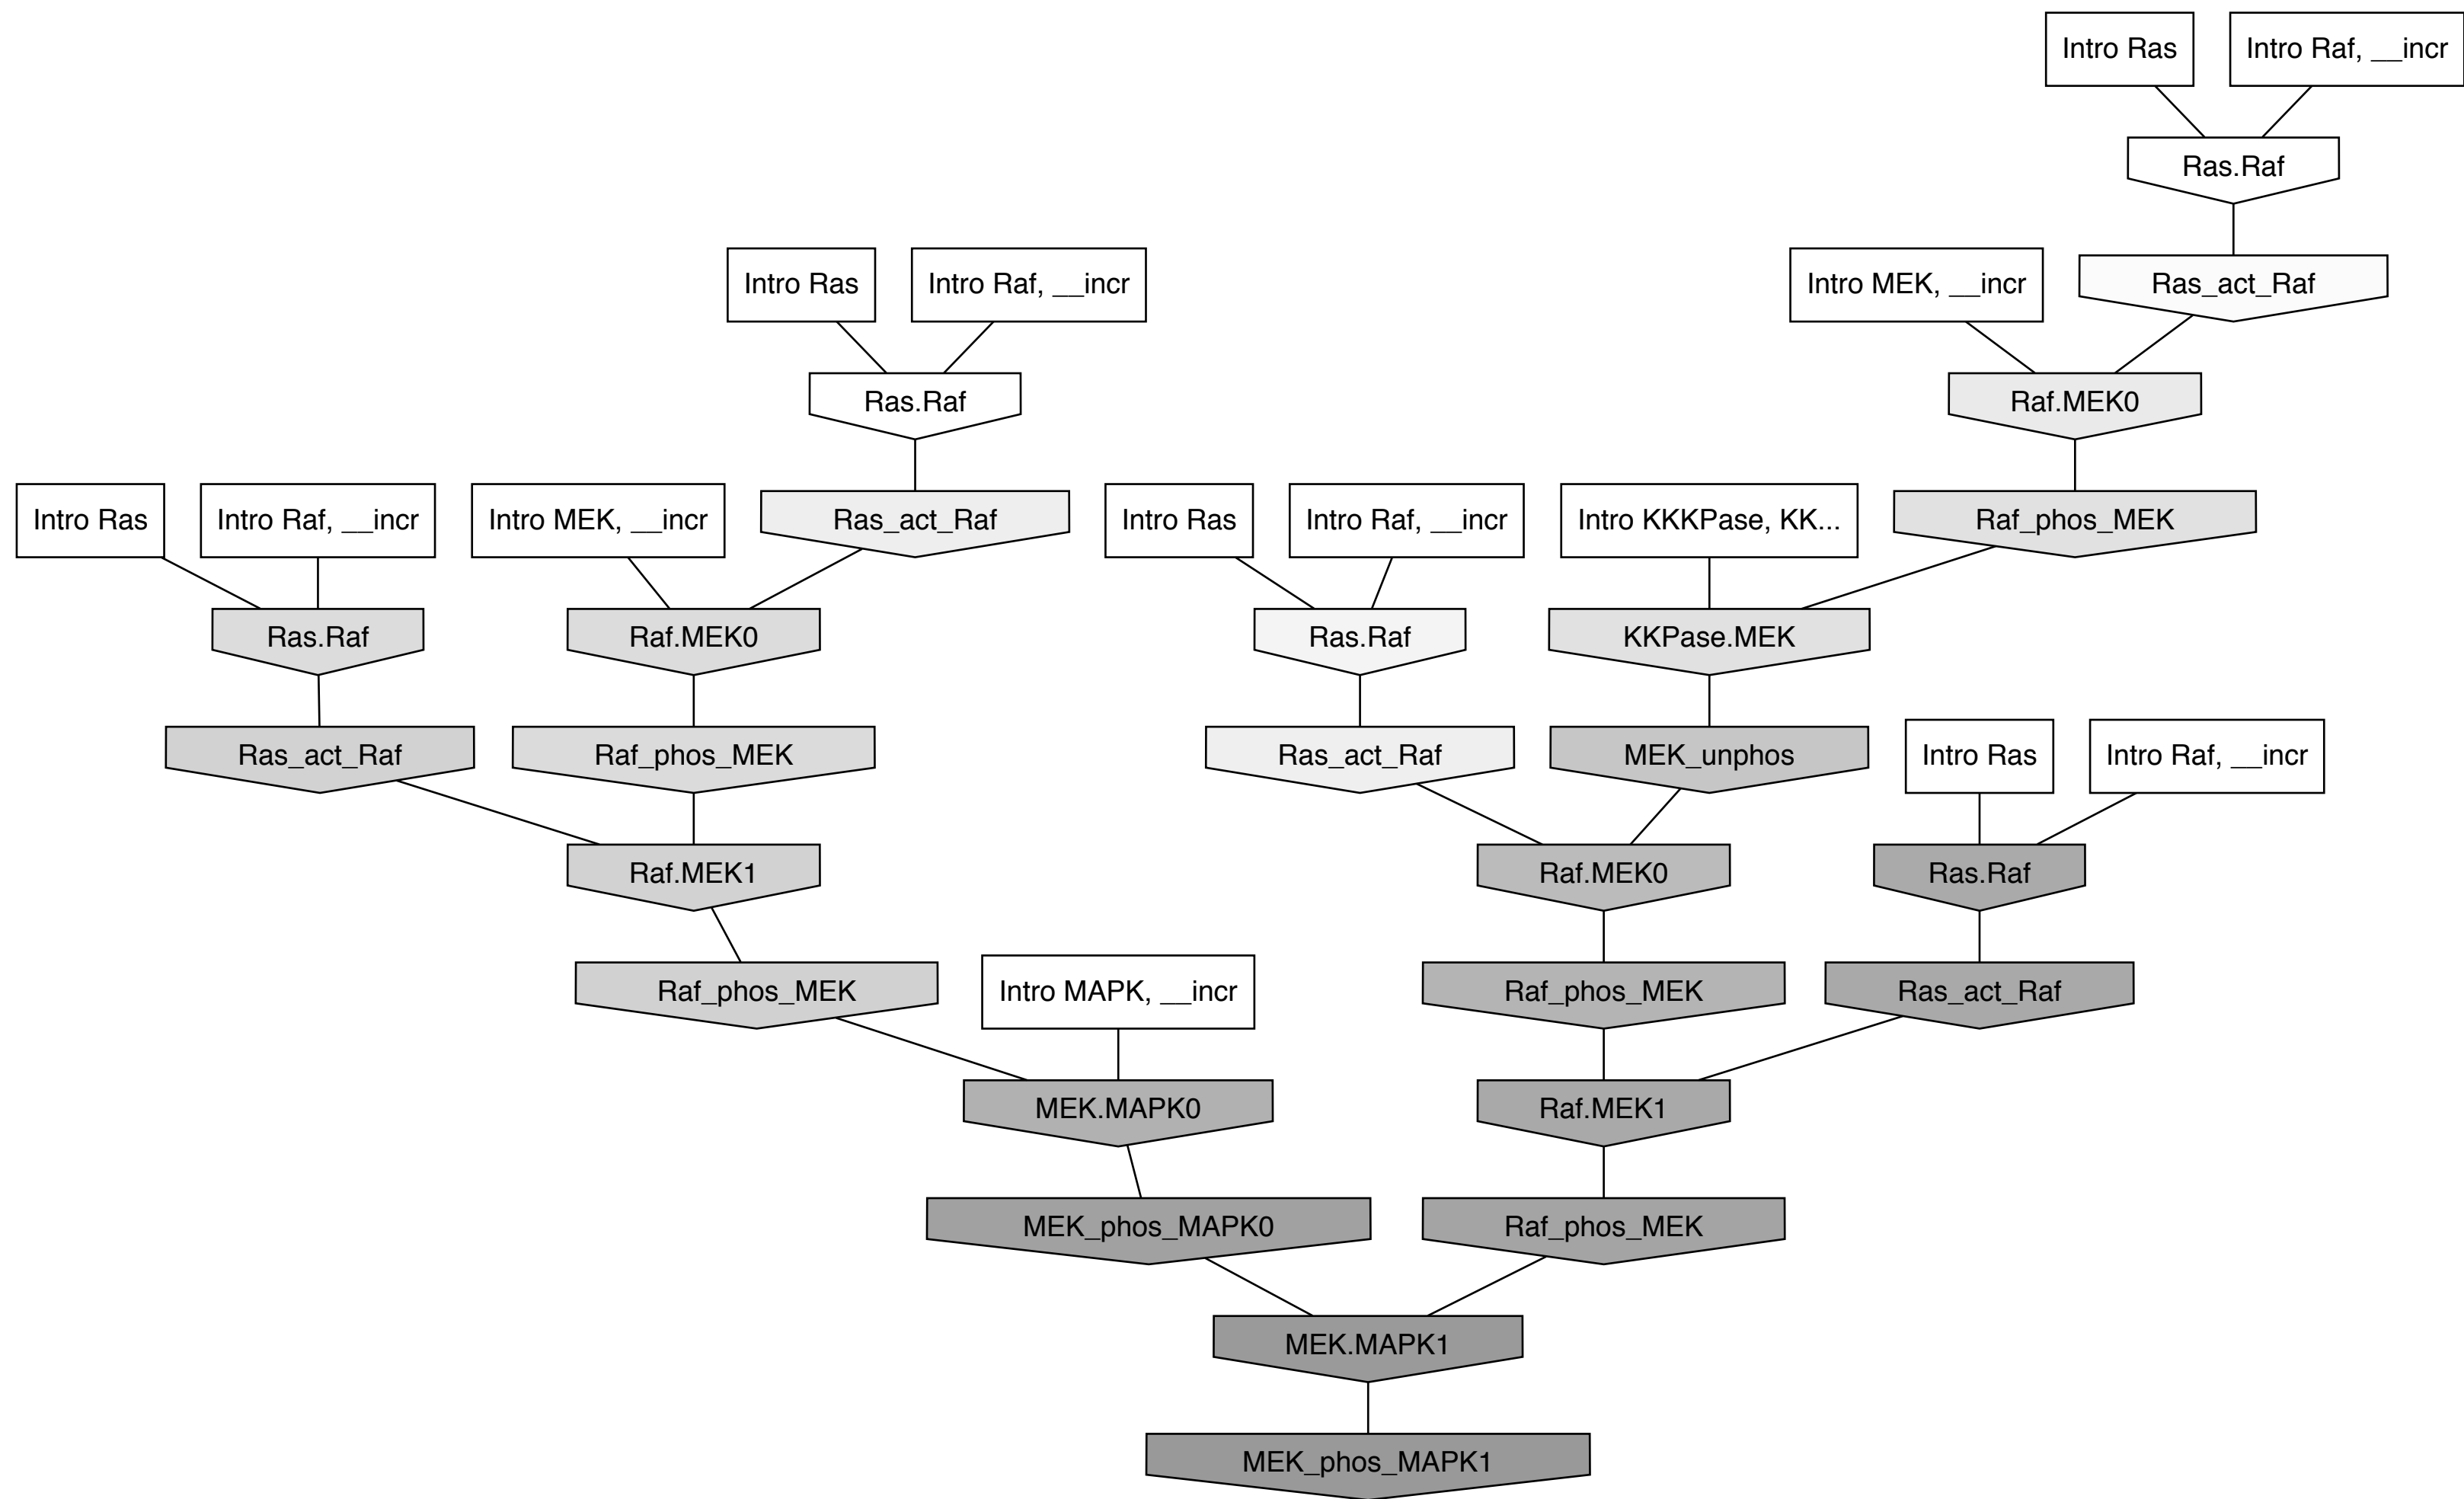 Intro Ras
Intro Raf, __incr
Ras.Raf
Intro Ras
Intro Raf, __incr
Intro MEK, __incr
Ras_act_Raf
Ras.Raf
Raf.MEK0
Intro Ras
Intro Raf, __incr
Intro MEK, __incr
Ras_act_Raf
Intro Ras
Intro Raf, __incr
Intro KKKPase, KK...
Raf_phos_MEK
Ras.Raf
Raf.MEK0
Ras.Raf
KKPase.MEK
Ras_act_Raf
Raf_phos_MEK
Ras_act_Raf
MEK_unphos
Intro Ras
Intro Raf, __incr
Raf.MEK1
Raf.MEK0
Ras.Raf
Raf_phos_MEK
Intro MAPK, __incr
Raf_phos_MEK
Ras_act_Raf
MEK.MAPK0
Raf.MEK1
MEK_phos_MAPK0
Raf_phos_MEK
MEK.MAPK1
MEK_phos_MAPK1